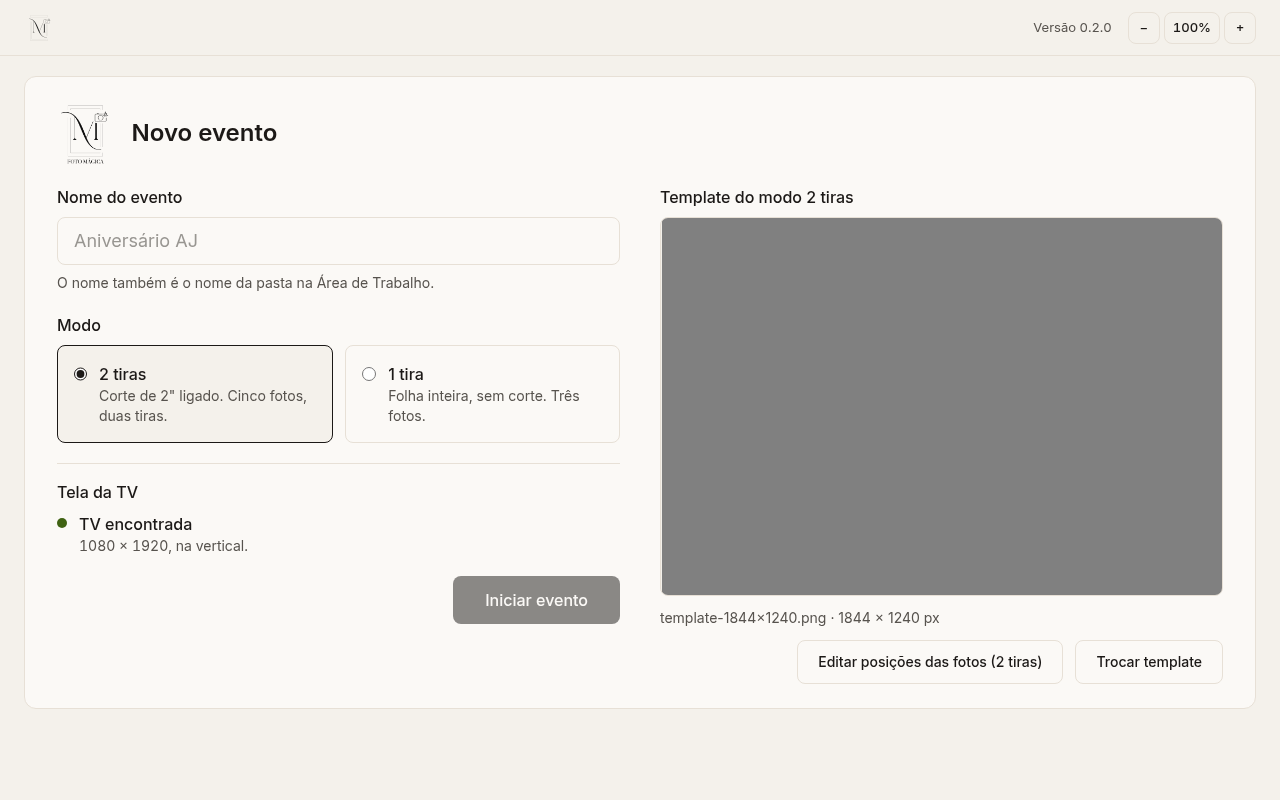 M
Versão 0.2.0
–
100%
+
M
FOTO MÁGICA
Novo evento
Nome do evento
Aniversário AJ
O nome também é o nome da pasta na Área de Trabalho.
Modo
2 tiras
Corte de 2" ligado. Cinco fotos,
duas tiras.
1 tira
Folha inteira, sem corte. Três
fotos.
Tela da TV
TV encontrada
1080 × 1920, na vertical.
Iniciar evento
Template do modo 2 tiras
template-1844×1240.png · 1844 × 1240 px
Editar posições das fotos (2 tiras)
Trocar template